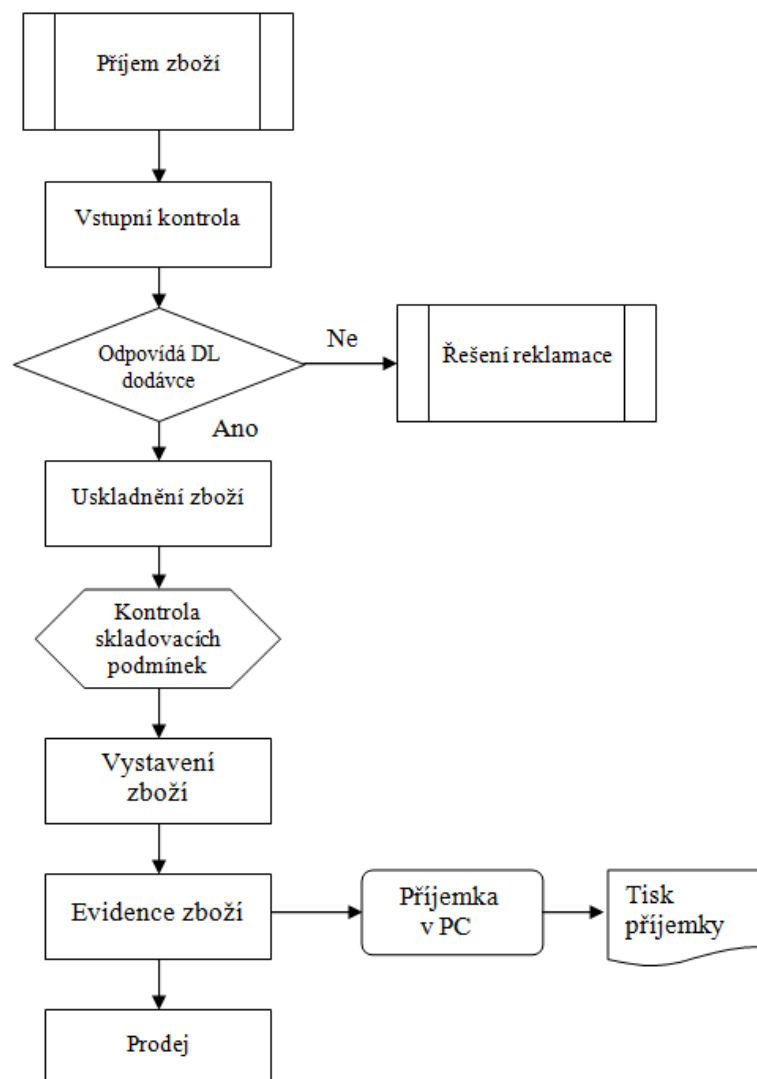 Příjem zboží
Vstupní kontrola
Odpovídá DL
dodávce
Ne
Řešení reklamace
Ano
Uskladnění zboží
Kontrola
skladovacích
podmínek
Vystavení
zboží
Evidence zboží
Příjemka
v PC
Tisk
příjemky
Prodej